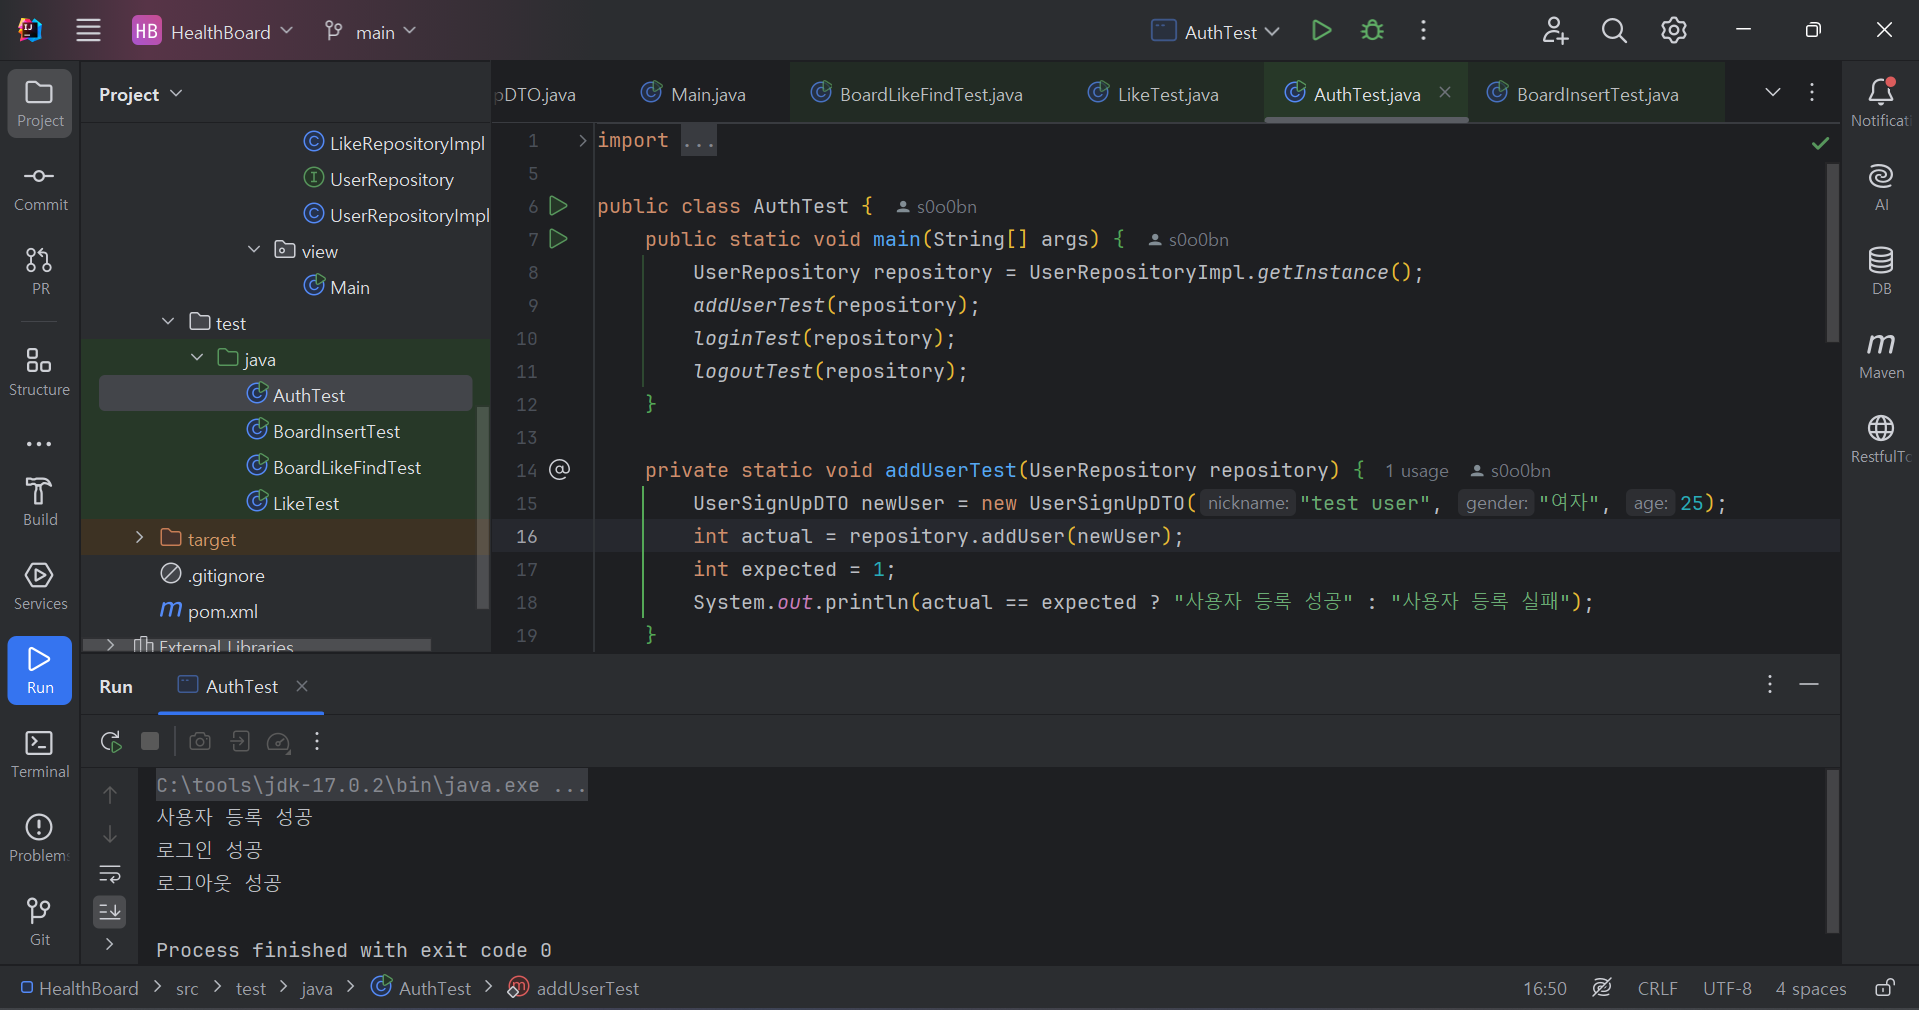 HB HealthBoard main AuthTest
Project
Commit
PR
Structure
Build
Services
Run
Terminal
Problem
Git
Project
LikeRepositoryImpl
UserRepository
UserRepositoryImpl
view
Main
test
java
AuthTest
BoardInsertTest
BoardLikeFindTest
LikeTest
target
.gitignore
pom.xml
External Libraries
pDTO.java Main.java BoardLikeFindTest.java LikeTest.java AuthTest.java BoardInsertTest.java
1 import ...
5
6 public class AuthTest { s0o0bn
7 public static void main(String[] args) { s0o0bn
8 UserRepository repository = UserRepositoryImpl.getInstance();
9 addUserTest(repository);
10 loginTest(repository);
11 logoutTest(repository);
12 }
13
14 @ private static void addUserTest(UserRepository repository) { 1 usage s0o0bn
15 UserSignUpDTO newUser = new UserSignUpDTO( nickname: "test user", gender: "여자", age: 25);
16 int actual = repository.addUser(newUser);
17 int expected = 1;
18 System.out.println(actual == expected ? "사용자 등록 성공" : "사용자 등록 실패");
19 }
Notificat
AI
DB
m
Maven
RestfulTo
Run AuthTest
C:\tools\jdk-17.0.2\bin\java.exe ...
사용자 등록 성공
로그인 성공
로그아웃 성공
Process finished with exit code 0
HealthBoard > src > test > java > AuthTest > addUserTest
16:50 CRLF UTF-8 4 spaces